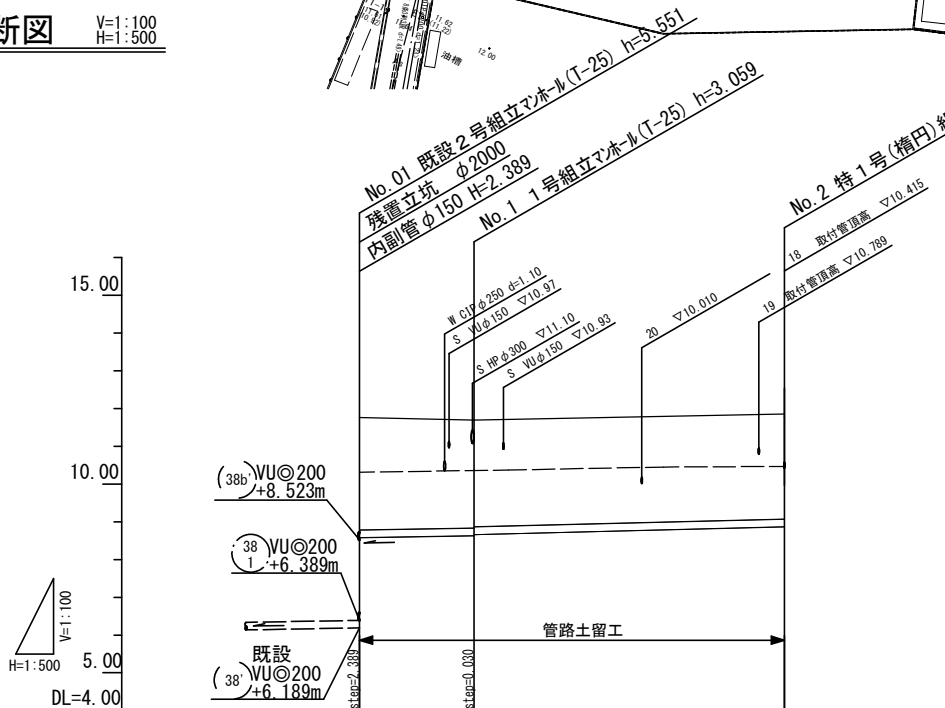 断図
V=1:100
H=1:500
11.62
(11.22)
油槽
12.00
No.01 既設2号組立マンホール(T-25) h=5.551
残置立坑 φ2000
内副管φ150 H=2.389
No.1 1号組立マンホール(T-25) h=3.059
No.2 特1号(楕円)
18 取付管頂高 ▽10.415
19 取付管頂高 ▽10.789
20 ▽10.010
W CIPφ250 d=1.10
S VUφ150 ▽10.97
S HPφ300 ▽11.10
S VUφ150 ▽10.93
15.00
10.00
5.00
DL=4.00
38b' VU◎200
+8.523m
38
1
VU◎200
+6.389m
既設
38' VU◎200
+6.189m
管路土留工
step=2.389
step=0.030
V=1:100
H=1:500